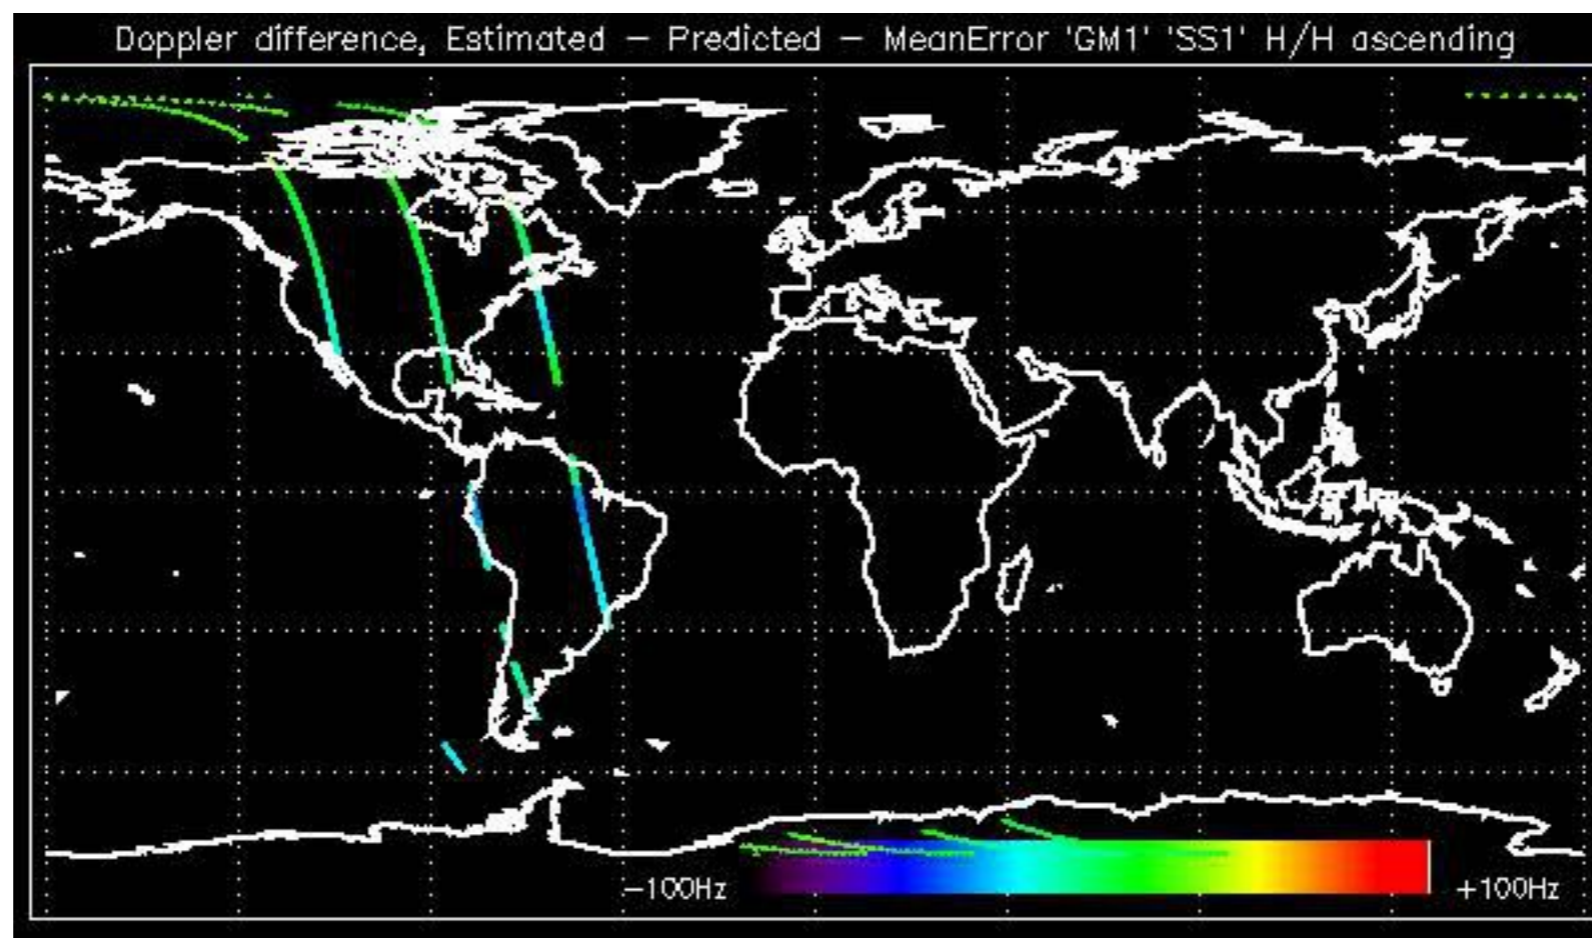 Doppler difference, Estimated – Predicted – MeanError 'GM1' 'SS1' H/H ascending
-100Hz +100Hz